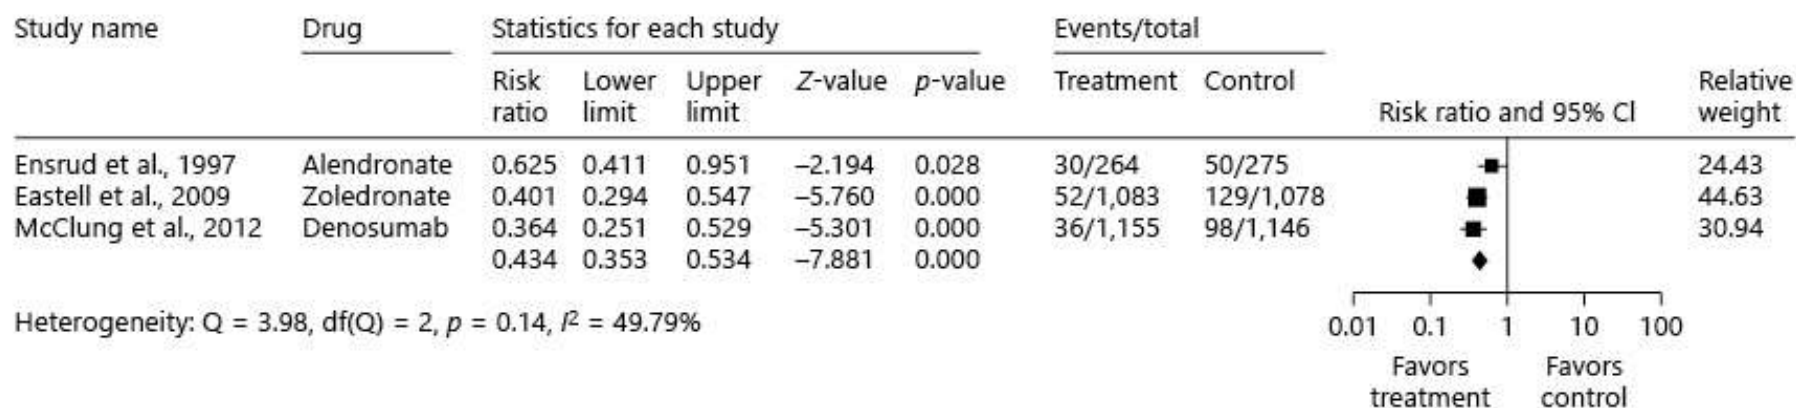 Study name Drug Statistics for each study Events/total
Risk ratio Lower limit Upper limit Z-value p-value Treatment Control Risk ratio and 95% CI Relative weight
Ensrud et al., 1997 Alendronate 0.625 0.411 0.951 –2.194 0.028 30/264 50/275 24.43
Eastell et al., 2009 Zoledronate 0.401 0.294 0.547 –5.760 0.000 52/1,083 129/1,078 44.63
McClung et al., 2012 Denosumab 0.364 0.251 0.529 –5.301 0.000 36/1,155 98/1,146 30.94
0.434 0.353 0.534 –7.881 0.000
Heterogeneity: Q = 3.98, df(Q) = 2, p = 0.14, I² = 49.79%
0.01 0.1 1 10 100
Favors treatment Favors control